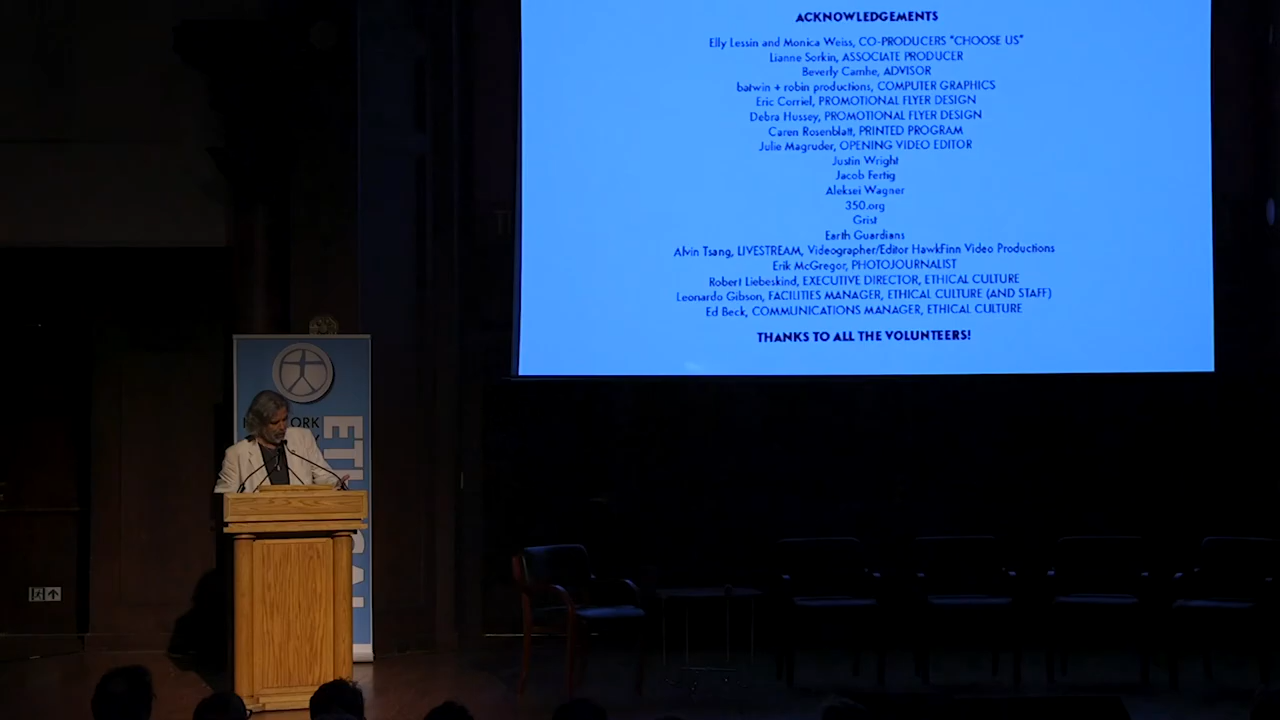 ACKNOWLEDGEMENTS
Elly Lessin and Monica Weiss, CO-PRODUCERS "CHOOSE US"
Lianne Sorkin, ASSOCIATE PRODUCER
Beverly Camhe, ADVISOR
batwin + robin productions, COMPUTER GRAPHICS
Eric Corriel, PROMOTIONAL FLYER DESIGN
Debra Hussey, PROMOTIONAL FLYER DESIGN
Caren Rosenblatt, PRINTED PROGRAM
Julie Magruder, OPENING VIDEO EDITOR
Justin Wright
Jacob Fertig
Aleksei Wagner
350.org
Grist
Earth Guardians
Alvin Tsang, LIVESTREAM, Videographer/Editor HawkFinn Video Productions
Erik McGregor, PHOTOJOURNALIST
Robert Liebeskind, EXECUTIVE DIRECTOR, ETHICAL CULTURE
Leonardo Gibson, FACILITIES MANAGER, ETHICAL CULTURE (AND STAFF)
Ed Beck, COMMUNICATIONS MANAGER, ETHICAL CULTURE
THANKS TO ALL THE VOLUNTEERS!